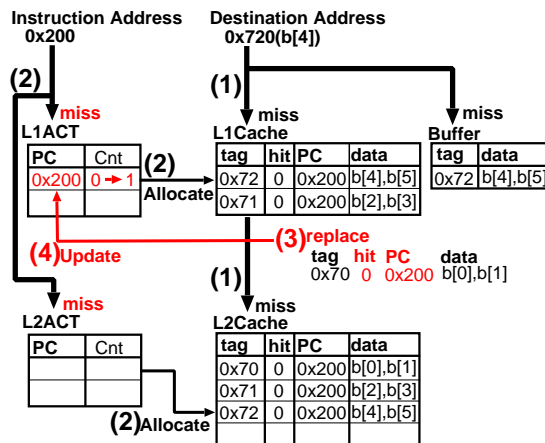 Instruction Address
0x200
Destination Address
0x720(b[4])
(2)
(1)
miss
miss
miss
L1ACT
L1Cache
Buffer
PC Cnt
0x200 0 → 1
(2)
Allocate
tag hit PC data
0x72 0 0x200 b[4],b[5]
0x71 0 0x200 b[2],b[3]
tag data
0x72 b[4],b[5]
(3) replace
(4) Update
tag hit PC data
0x70 0 0x200 b[0],b[1]
(1)
miss
miss
L2ACT
L2Cache
PC Cnt
tag hit PC data
0x70 0 0x200 b[0],b[1]
0x71 0 0x200 b[2],b[3]
0x72 0 0x200 b[4],b[5]
(2) Allocate